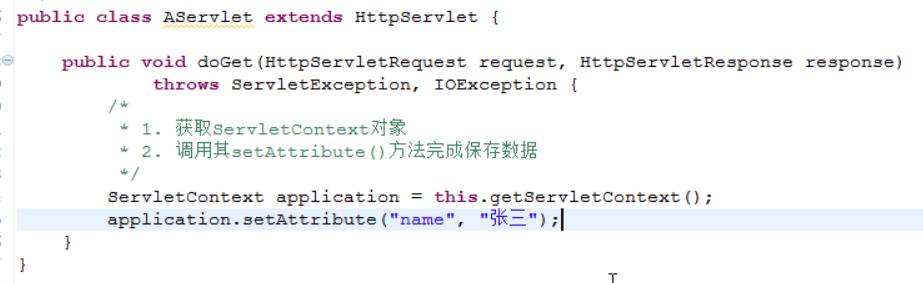 public class AServlet extends HttpServlet {
public void doGet(HttpServletRequest request, HttpServletResponse response)
throws ServletException, IOException {
/*
* 1. 获取ServletContext对象
* 2. 调用其setAttribute()方法完成保存数据
*/
ServletContext application = this.getServletContext();
application.setAttribute("name", "张三");
}
}